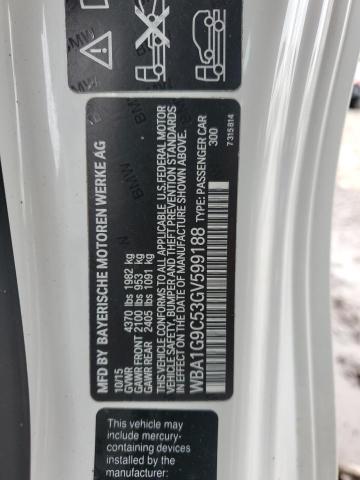 MFD BY BAYERISCHE MOTOREN WERKE AG
10/15
GVWR 4370 lbs 1982 kg
GAWR FRONT 2100 lbs 953 kg
GAWR REAR 2405 lbs 1091 kg
THIS VEHICLE CONFORMS TO ALL APPLICABLE U.S. FEDERAL MOTOR
VEHICLE SAFETY, BUMPER AND THEFT PREVENTION STANDARDS
IN EFFECT ON THE DATE OF MANUFACTURE SHOWN ABOVE.
WBA1G9C53GV599188 TYPE: PASSENGER CAR
300
7315814
This vehicle may
include mercury-
containing devices
installed by the
manufacturer:
BMW
BMW
BMW